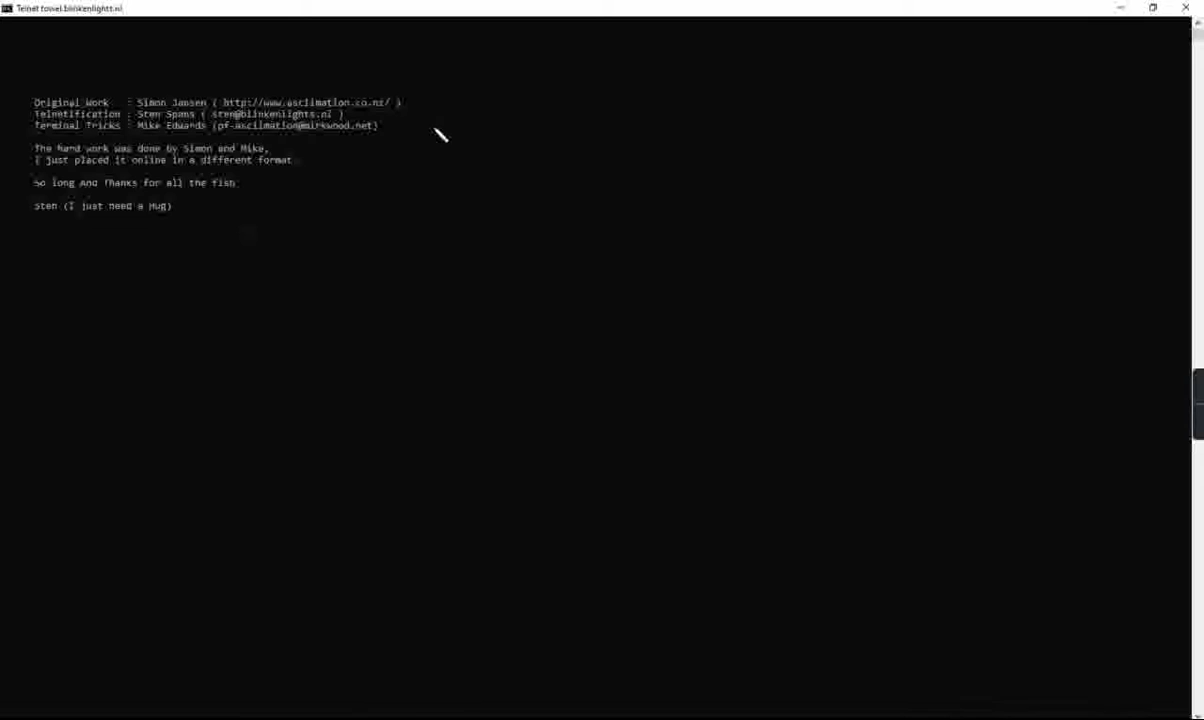 Telnet towel.blinkenlights.nl
Original Work : Simon Jansen ( http://www.asciimation.co.nz/ )
Telnetification : Sten Spans ( sten@blinkenlights.nl )
Terminal Tricks : Mike Edwards (pf-asciimation@mirkwood.net)
The hard work was done by Simon and Mike,
I just placed it online in a different format
So long And Thanks for all the fish
Sten (I just need a Hug)